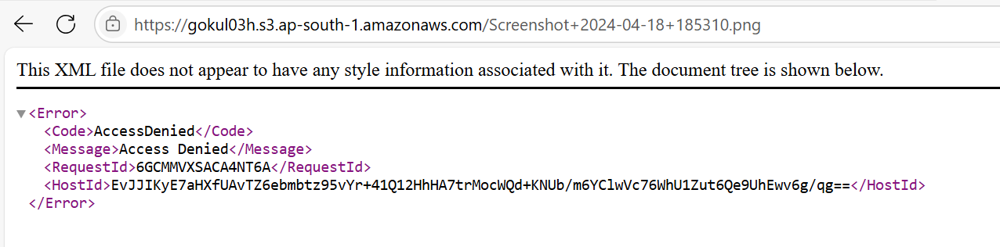 https://gokul03h.s3.ap-south-1.amazonaws.com/Screenshot+2024-04-18+185310.png
This XML file does not appear to have any style information associated with it. The document tree is shown below.
▼<Error>
<Code>AccessDenied</Code>
<Message>Access Denied</Message>
<RequestId>6GCMMVXSACA4NT6A</RequestId>
<HostId>EvJJIKyE7aHXfUAvTZ6ebmbtz95vYr+41Q12HhHA7trMocWQd+KNUb/m6YClwVc76WhU1Zut6Qe9UhEwv6g/qg==</HostId>
</Error>